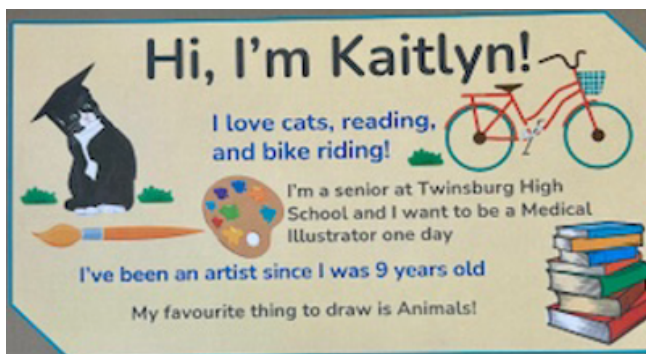 Hi, I'm Kaitlyn!
I love cats, reading,
and bike riding!
I'm a senior at Twinsburg High
School and I want to be a Medical
Illustrator one day
I've been an artist since I was 9 years old
My favourite thing to draw is Animals!